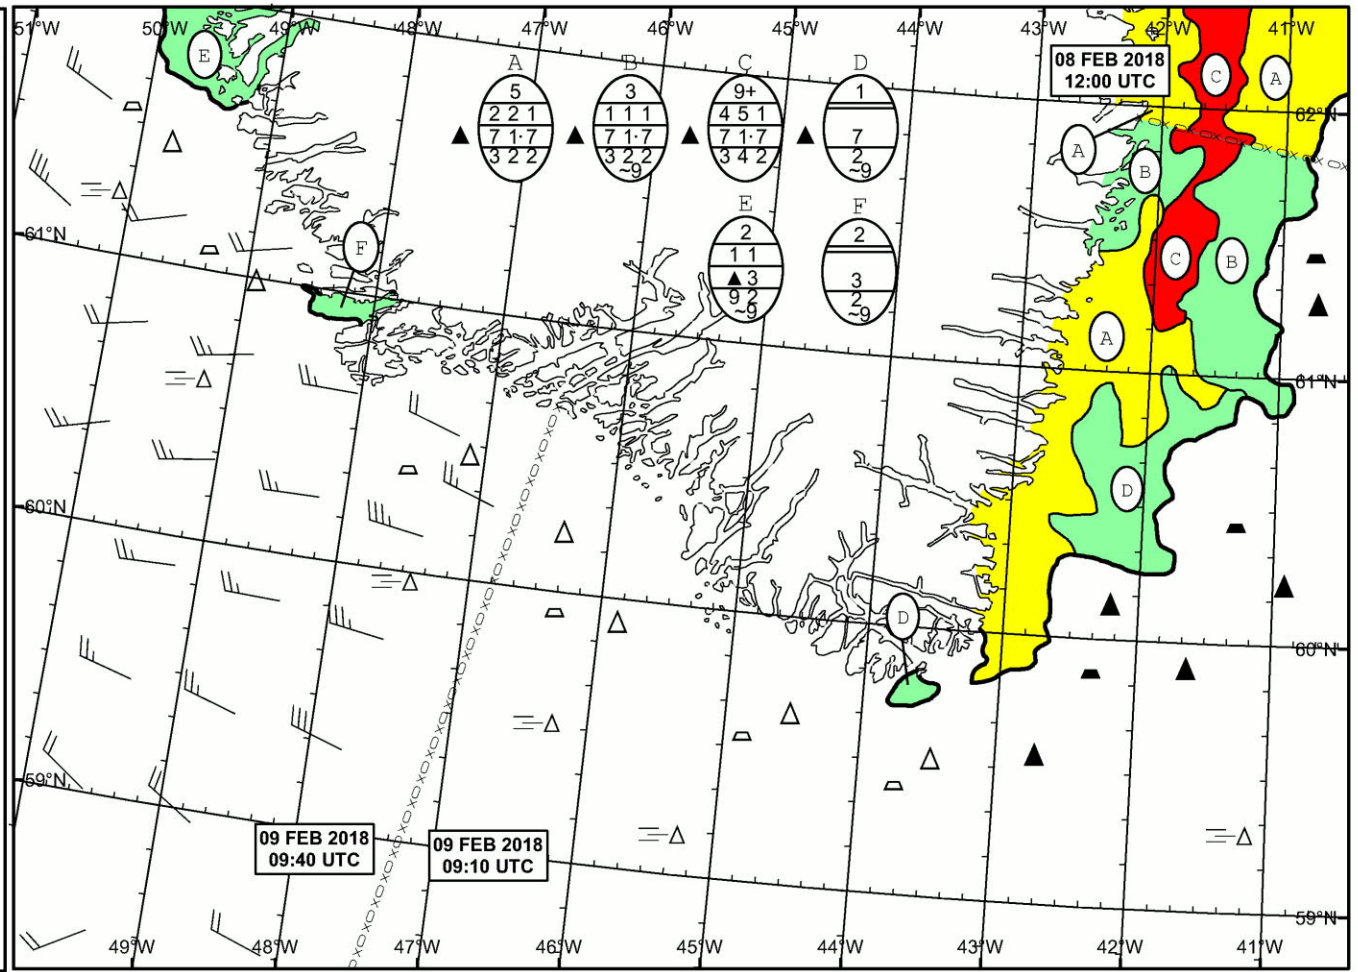 51°W 50°W 49°W 48°W 47°W 46°W 45°W 44°W 43°W 42°W 41°W
E
A B C D
08 FEB 2018
12:00 UTC
C A
5 3 9+ 1
2 2 1 1 1 1 4 5 1
7 1·7 7 1·7 7 1·7 7
3 2 2 3 2 2 3 4 2 2
~9 ~9
62°N
A
B
E F
61°N
F
2 2
1 1
3 3
9 2 2
~9 ~9
C B
A
61°N
D
60°N
D
60°N
59°N
09 FEB 2018
09:40 UTC
09 FEB 2018
09:10 UTC
59°N
49°W 48°W 47°W 46°W 45°W 44°W 43°W 42°W 41°W